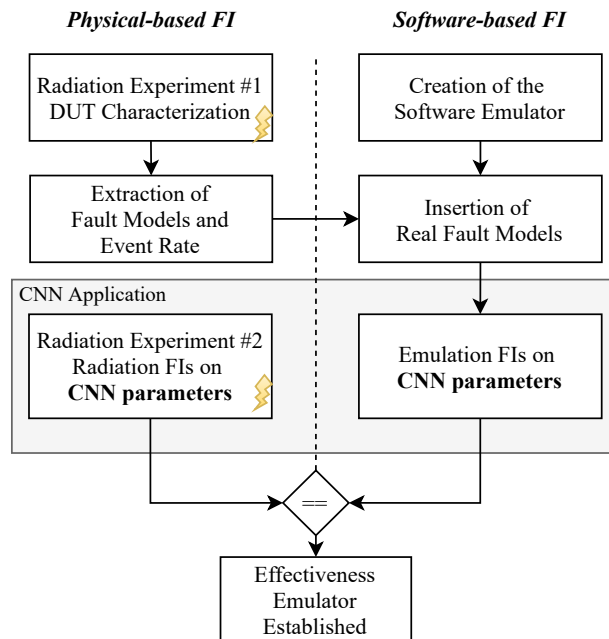 Physical-based FI
Software-based FI
Radiation Experiment #1
DUT Characterization
Creation of the
Software Emulator
Extraction of
Fault Models and
Event Rate
Insertion of
Real Fault Models
CNN Application
Radiation Experiment #2
Radiation FIs on
CNN parameters
Emulation FIs on
CNN parameters
==
Effectiveness
Emulator
Established